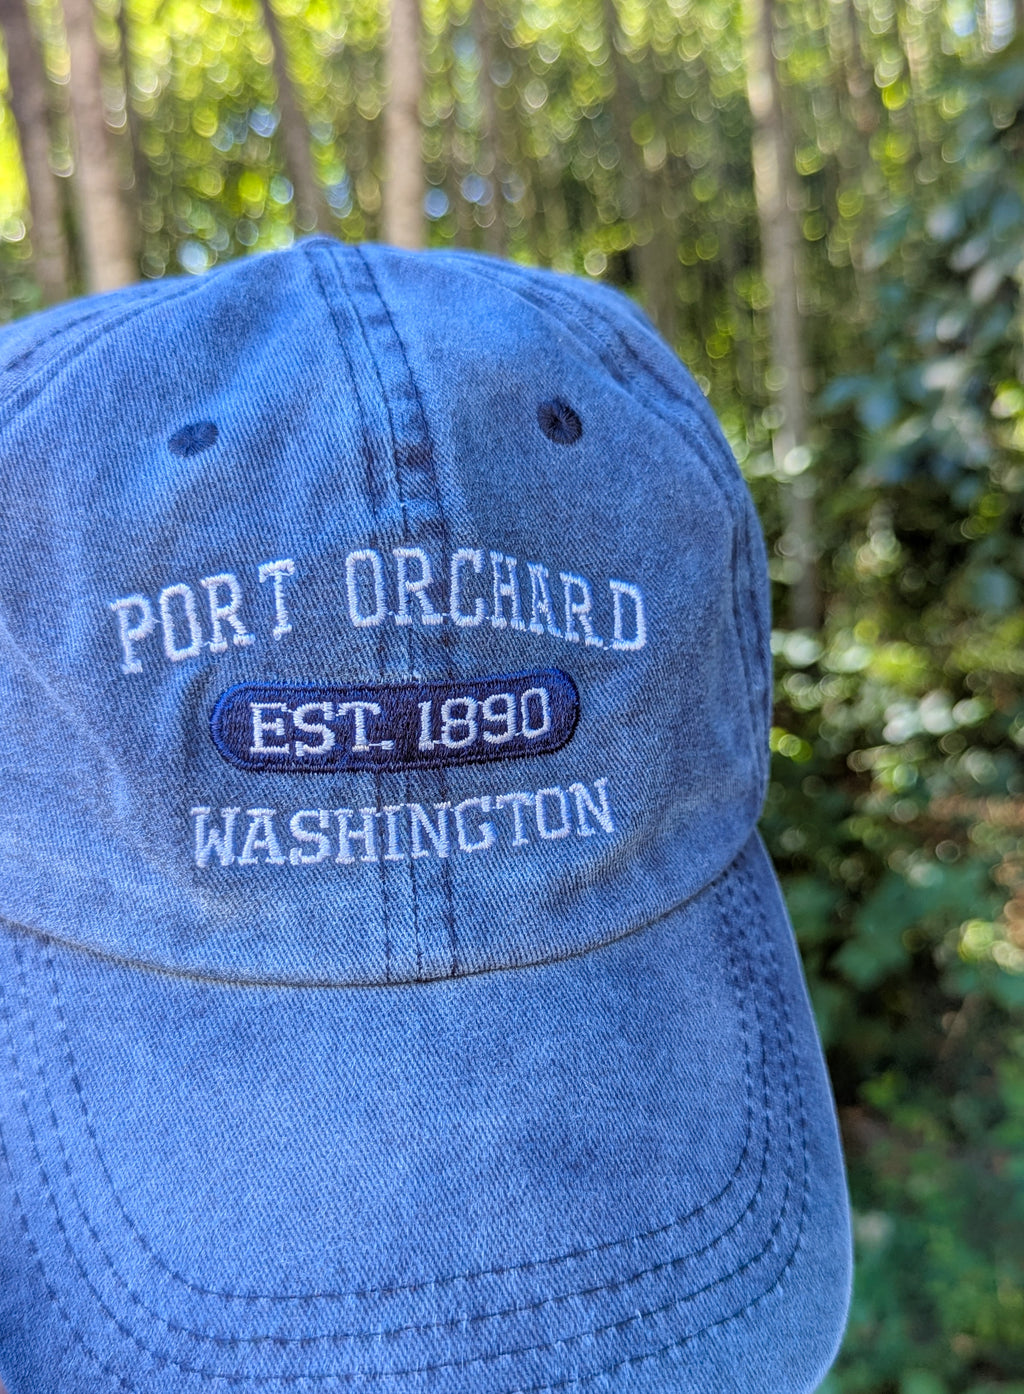 PORT ORCHARD
EST. 1890
WASHINGTON